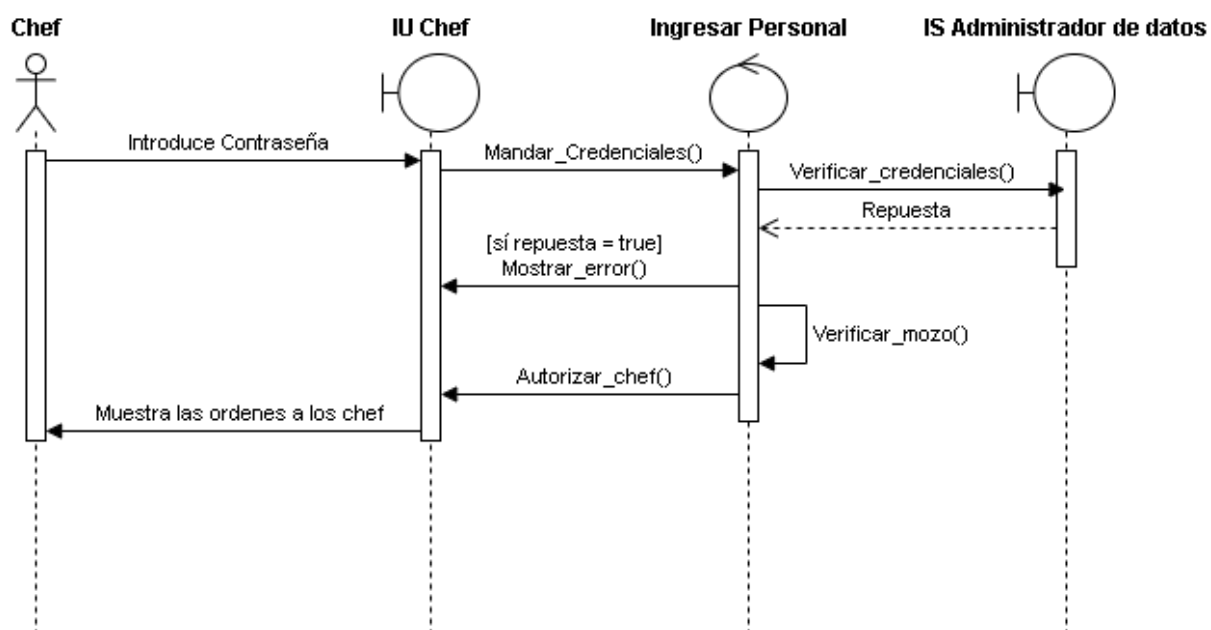 Chef
IU Chef
Ingresar Personal
IS Administrador de datos
Introduce Contraseña
Mandar_Credenciales()
Verificar_credenciales()
Repuesta
[sí repuesta = true]
Mostrar_error()
Verificar_mozo()
Autorizar_chef()
Muestra las ordenes a los chef